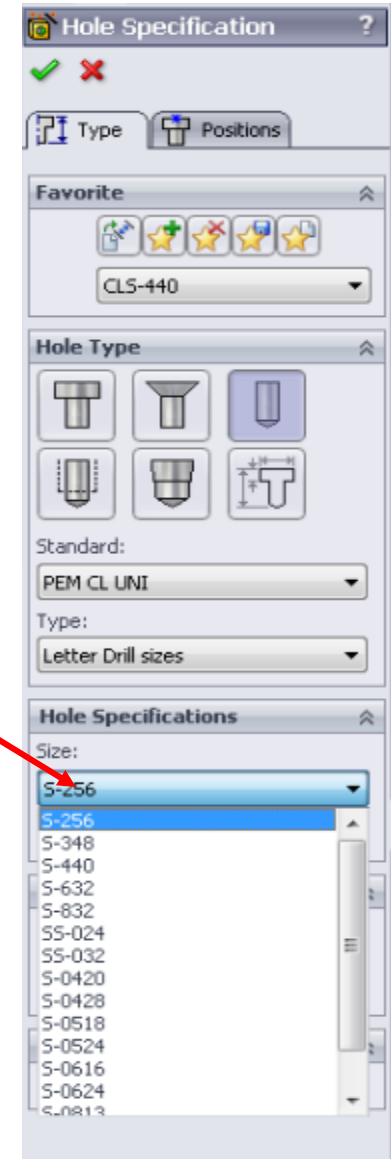 Hole Specification ?
Type Positions
Favorite
CLS-440
Hole Type
Standard:
PEM CL UNI
Type:
Letter Drill sizes
Hole Specifications
Size:
S-256
S-256
S-348
S-440
S-632
S-832
SS-024
SS-032
S-0420
S-0428
S-0518
S-0524
S-0616
S-0624
S-0813